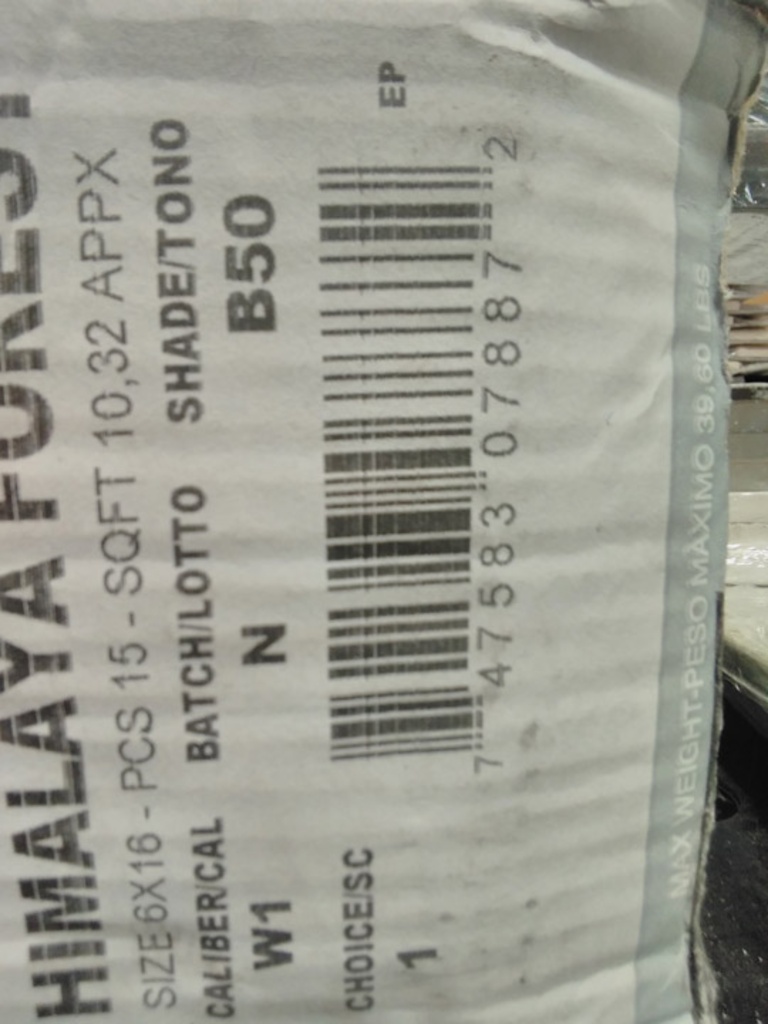 HIMALAYA FOREST
SIZE 6X16 - PCS 15 - SQFT 10,32 APPX
CALIBER/CAL BATCH/LOTTO SHADE/TONO
W1 N B50
CHOICE/SC
1
EP
7 47583 07887 2
MAX WEIGHT-PESO MAXIMO 39,60 LBS